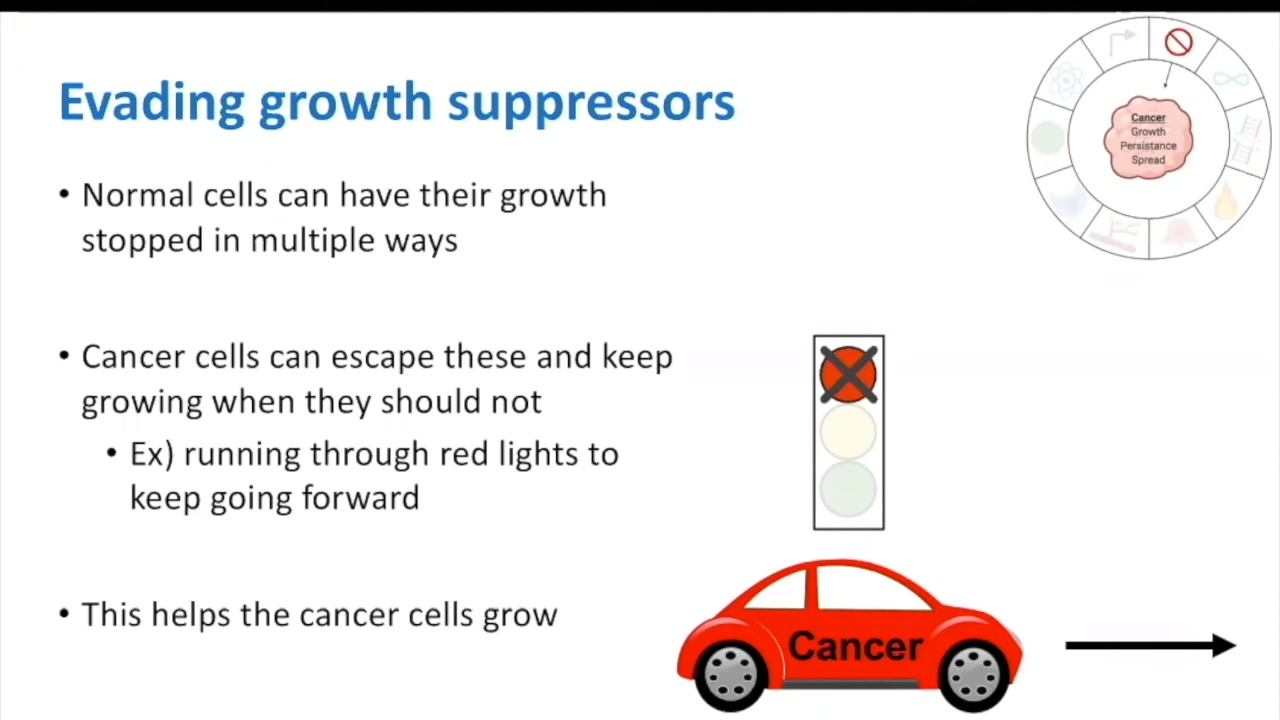 Evading growth suppressors
• Normal cells can have their growth
stopped in multiple ways
• Cancer cells can escape these and keep
growing when they should not
• Ex) running through red lights to
keep going forward
• This helps the cancer cells grow
Cancer
Growth
Persistance
Spread
Cancer